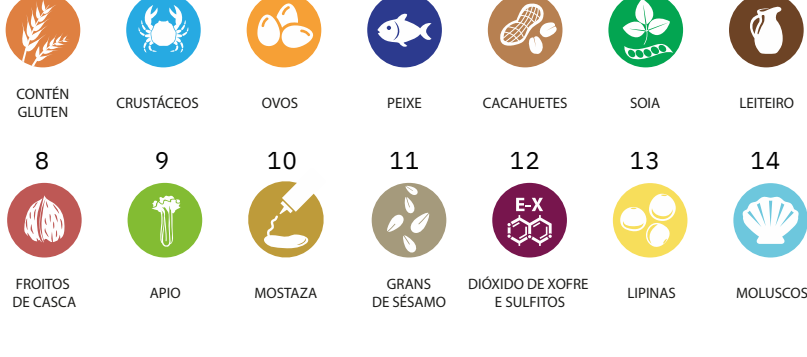 CONTÉN
GLUTEN
CRUSTÁCEOS
OVOS
PEIXE
CACAHUETES
SOIA
LEITEIRO
8
9
10
11
12
13
14
E-X
FROITOS
DE CASCA
APIO
MOSTAZA
GRANS
DE SÉSAMO
DIÓXIDO DE XOFRE
E SULFITOS
LIPINAS
MOLUSCOS